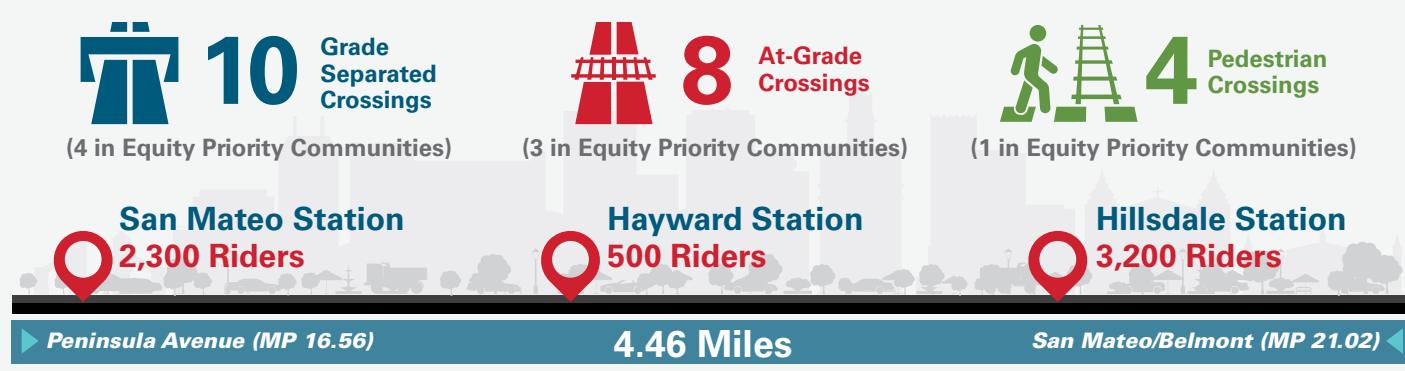 10
Grade
Separated
Crossings
(4 in Equity Priority Communities)
8
At-Grade
Crossings
(3 in Equity Priority Communities)
4
Pedestrian
Crossings
(1 in Equity Priority Communities)
San Mateo Station
2,300 Riders
Hayward Station
500 Riders
Hillsdale Station
3,200 Riders
Peninsula Avenue (MP 16.56)
4.46 Miles
San Mateo/Belmont (MP 21.02)